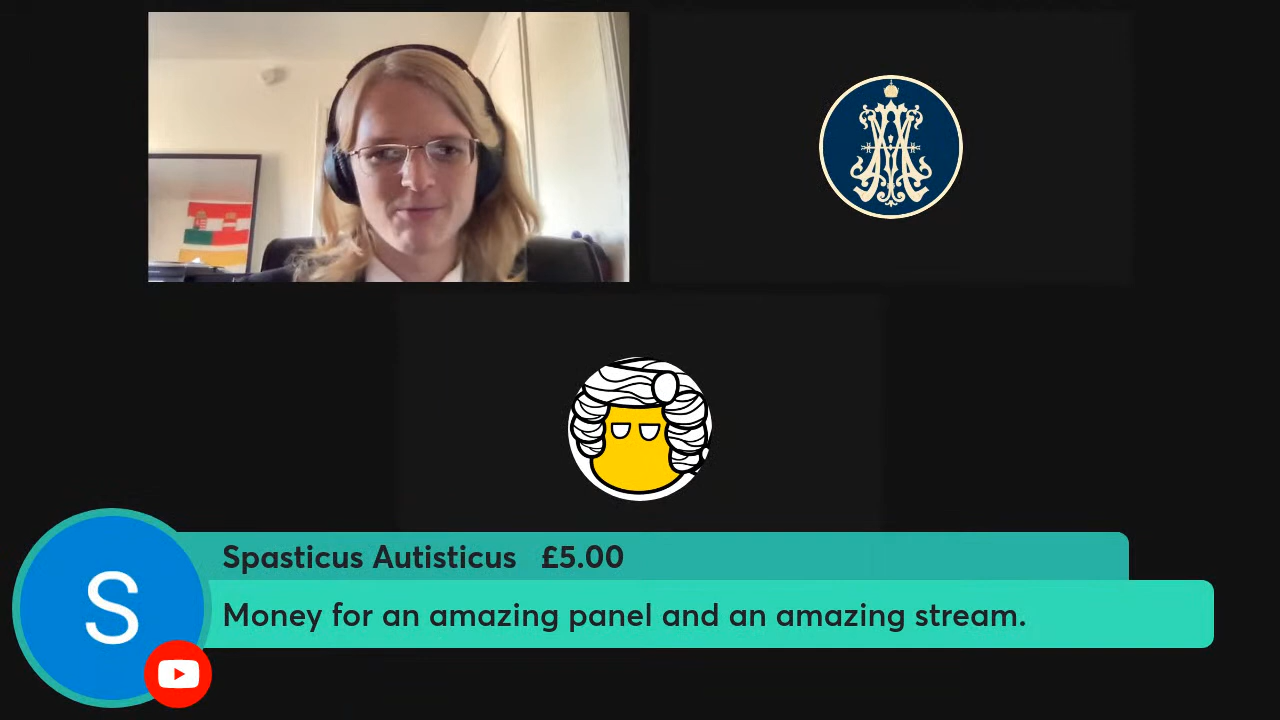 Spasticus Autisticus £5.00
S
Money for an amazing panel and an amazing stream.